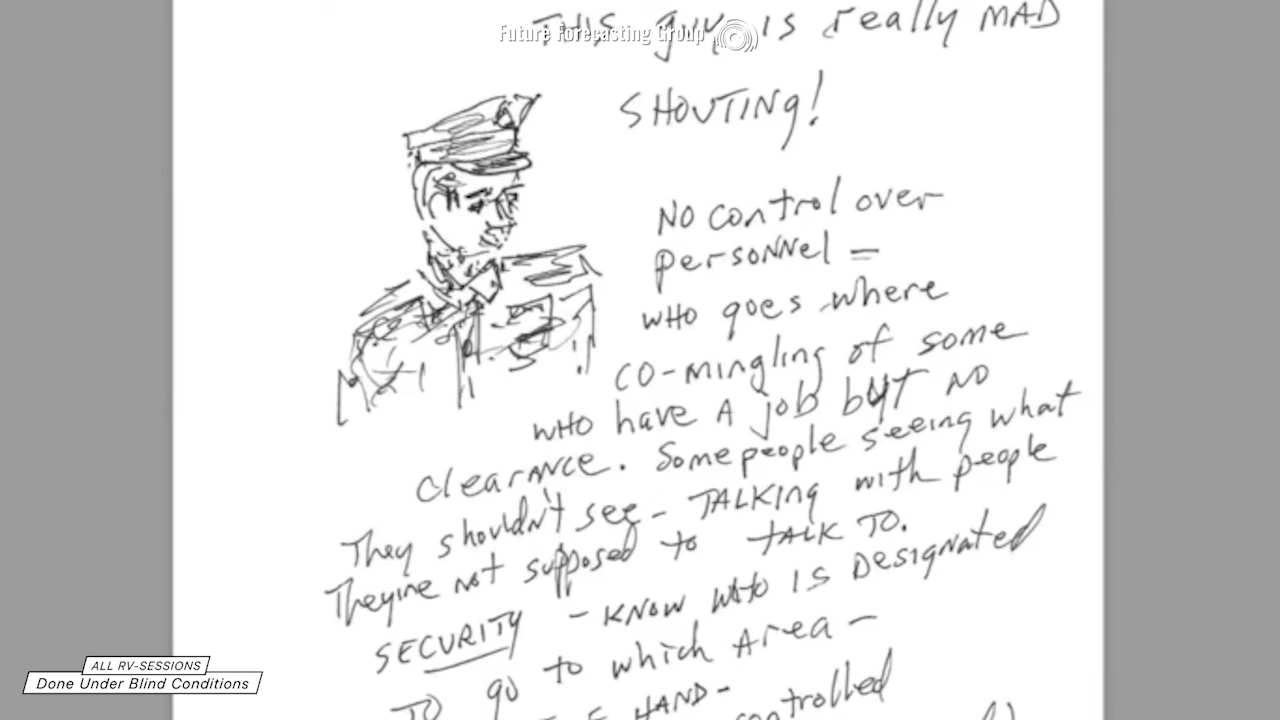 THIS guy is really MAD
Future Forecasting Group
SHOUTING!
NO control over
personnel =
WHO goes where
co-mingling of some
WHO have A job bUT NO
clearance. Some people seeing what
They shouldn't see - TALKing with people
They're not supposed to tALK TO.
SECURITY - KNOW WHO IS DESIGNAted
TO go to which Area -
HAND -
controlled
ALL RV-SESSIONS
Done Under Blind Conditions